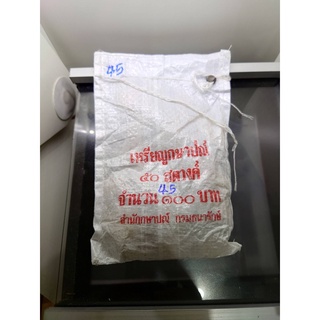 45
เหรียญกษาปณ์
๕๐ สตางค์
45
จำนวน ๑๐๐ บาท
สำนักกษาปณ์ กรมธนารักษ์